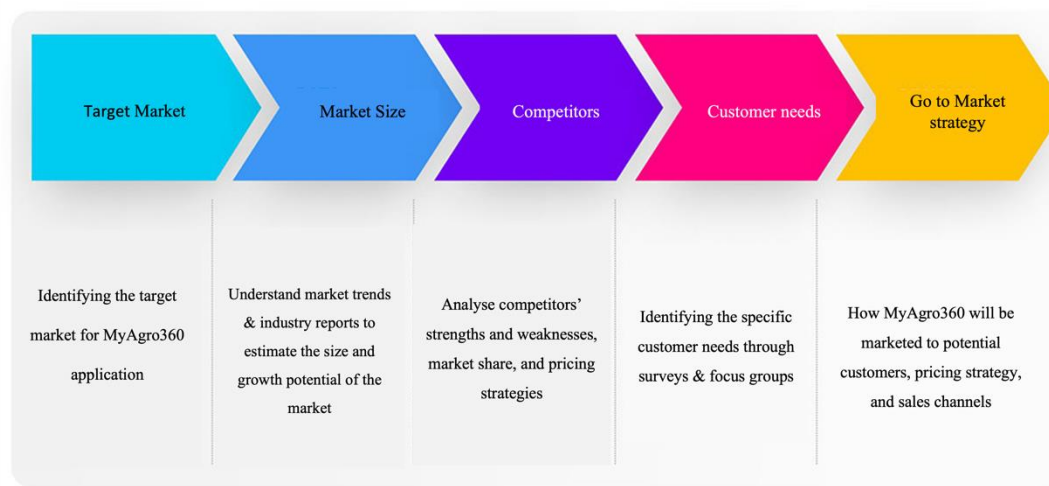 Target Market
Market Size
Competitors
Customer needs
Go to Market
strategy
Identifying the target
market for MyAgro360
application
Understand market trends
& industry reports to
estimate the size and
growth potential of the
market
Analyse competitors’
strengths and weaknesses,
market share, and pricing
strategies
Identifying the specific
customer needs through
surveys & focus groups
How MyAgro360 will be
marketed to potential
customers, pricing strategy,
and sales channels